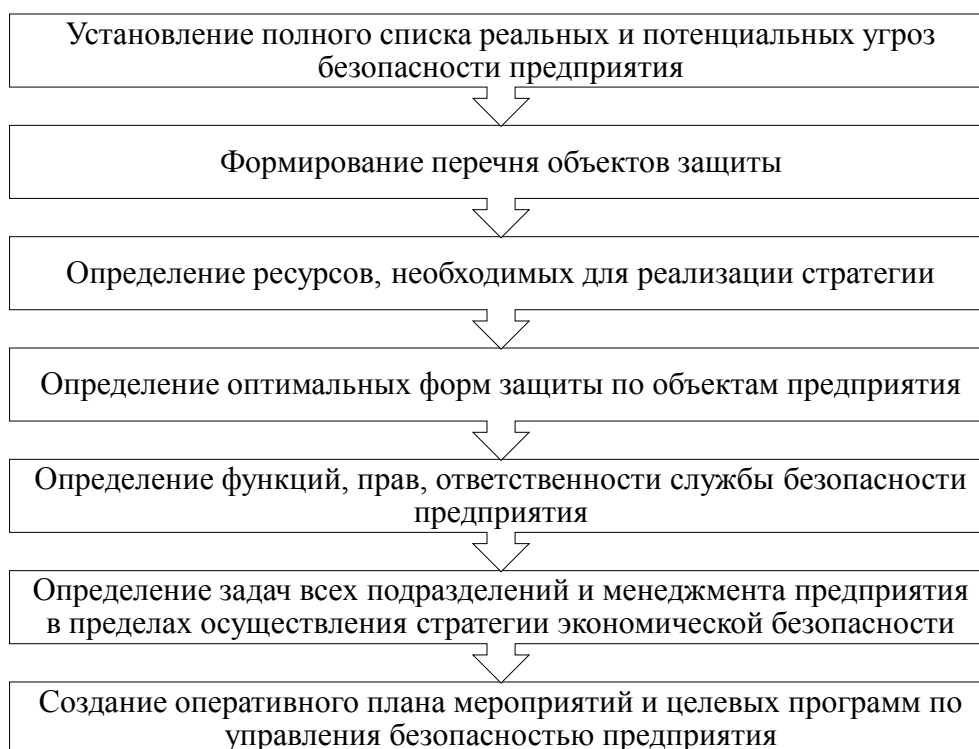 Установление полного списка реальных и потенциальных угроз
безопасности предприятия
Формирование перечня объектов защиты
Определение ресурсов, необходимых для реализации стратегии
Определение оптимальных форм защиты по объектам предприятия
Определение функций, прав, ответственности службы безопасности
предприятия
Определение задач всех подразделений и менеджмента предприятия
в пределах осуществления стратегии экономической безопасности
Создание оперативного плана мероприятий и целевых программ по
управления безопасностью предприятия